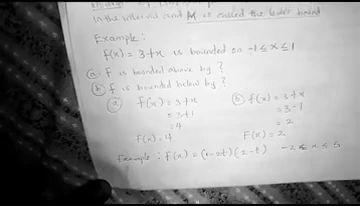 in the interval and M is called the lower bound
Example:
f(x) = 3+x is bounded on -1 ≤ x ≤ 1
(a) f is bounded above by ?
(b) f is bounded below by ?
(a) f(x) = 3+x
= 3+1
= 4
f(x) = 4
(b) f(x) = 3+x
= 3-1
= 2
F(x) = 2
Example: f(x) = (1-2t)(2-t) -2 ≤ x ≤ 5